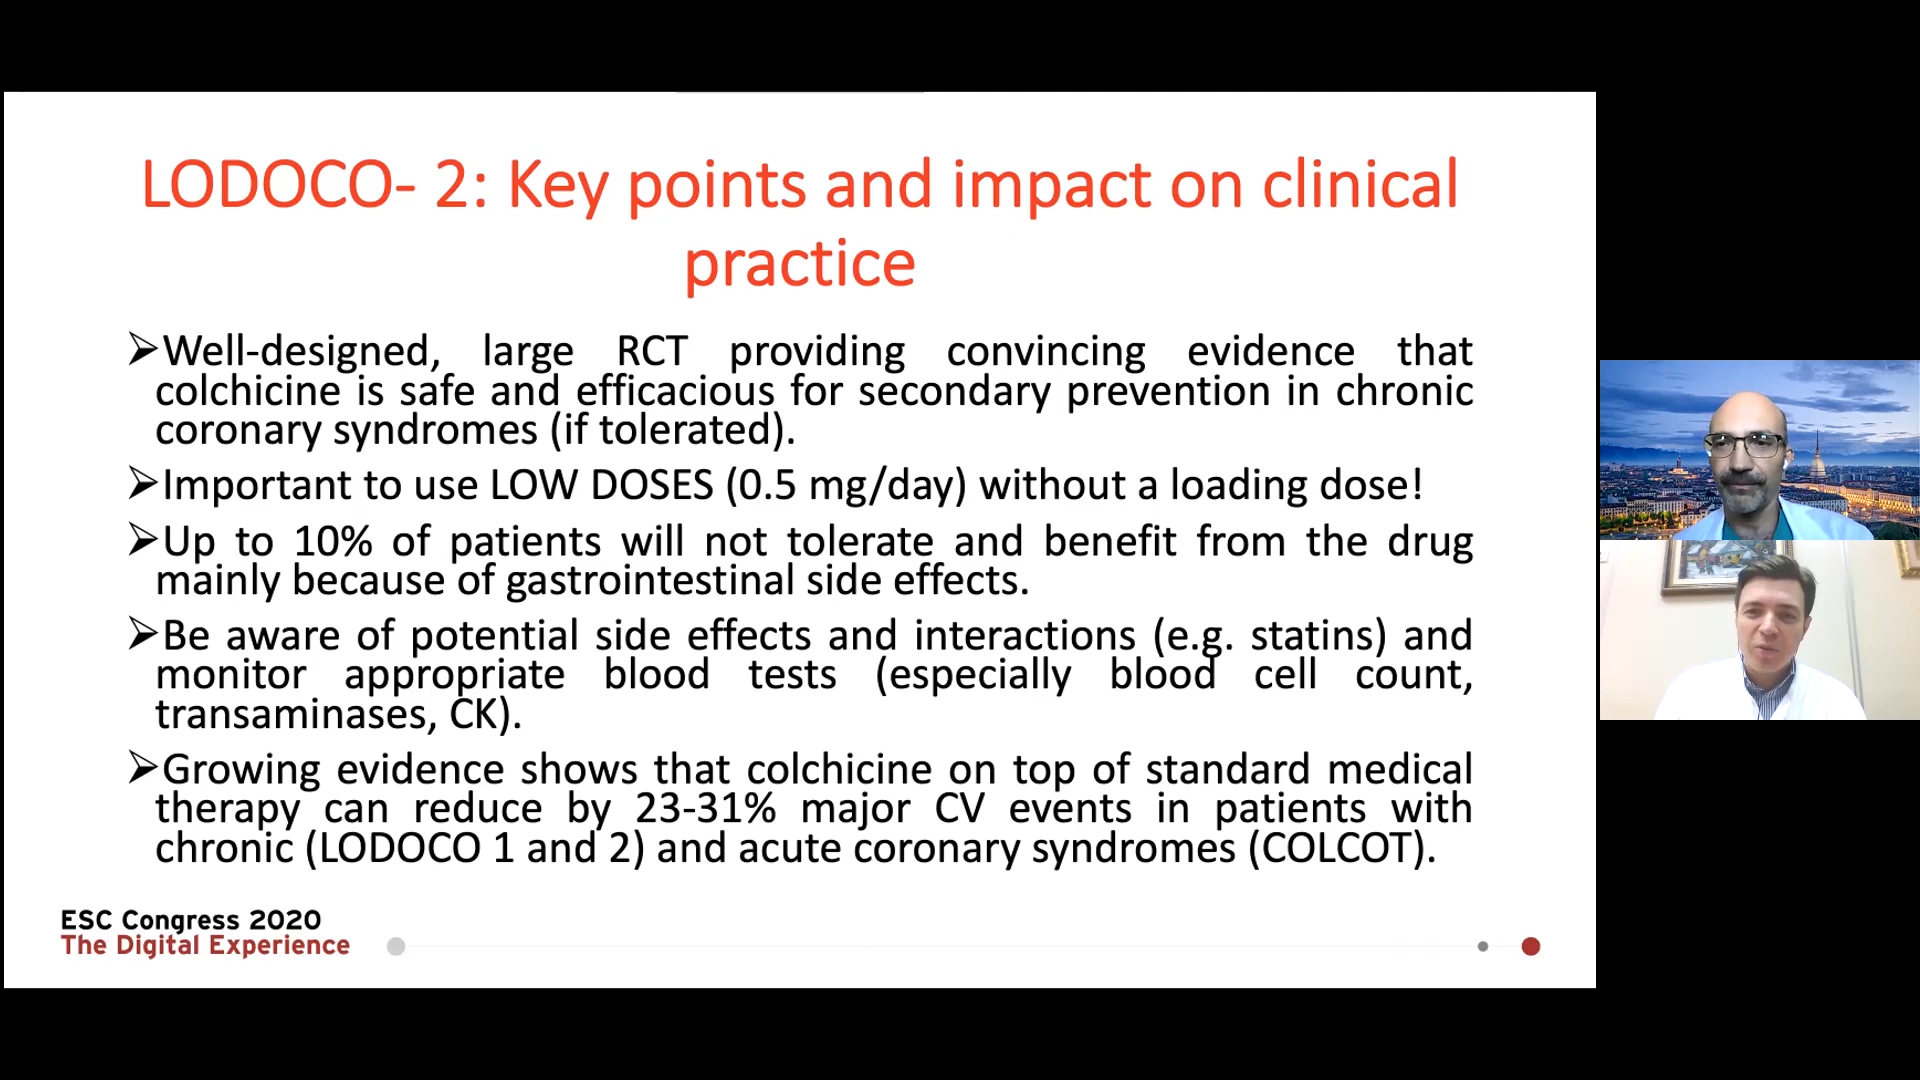 LODOCO- 2: Key points and impact on clinical
practice
➢Well-designed, large RCT providing convincing evidence that
colchicine is safe and efficacious for secondary prevention in chronic
coronary syndromes (if tolerated).
➢Important to use LOW DOSES (0.5 mg/day) without a loading dose!
➢Up to 10% of patients will not tolerate and benefit from the drug
mainly because of gastrointestinal side effects.
➢Be aware of potential side effects and interactions (e.g. statins) and
monitor appropriate blood tests (especially blood cell count,
transaminases, CK).
➢Growing evidence shows that colchicine on top of standard medical
therapy can reduce by 23-31% major CV events in patients with
chronic (LODOCO 1 and 2) and acute coronary syndromes (COLCOT).
ESC Congress 2020
The Digital Experience